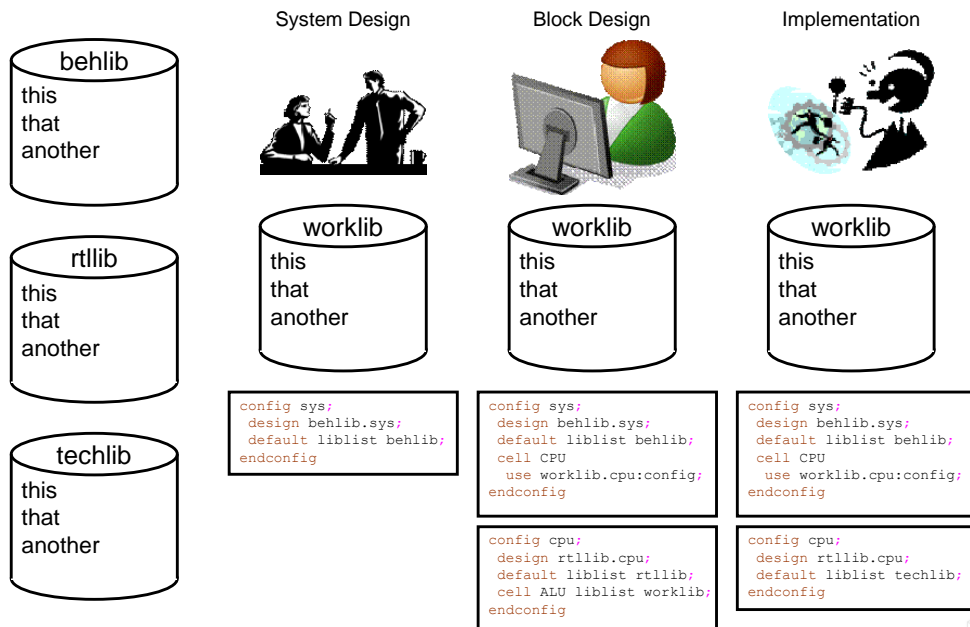 System Design
Block Design
Implementation
behlib
this
that
another
rtllib
this
that
another
techlib
this
that
another
worklib
this
that
another
worklib
this
that
another
worklib
this
that
another
config sys;
design behlib.sys;
default liblist behlib;
endconfig
config sys;
design behlib.sys;
default liblist behlib;
cell CPU
use worklib.cpu:config;
endconfig
config cpu;
design rtllib.cpu;
default liblist rtllib;
cell ALU liblist worklib;
endconfig
config sys;
design behlib.sys;
default liblist behlib;
cell CPU
use worklib.cpu:config;
endconfig
config cpu;
design rtllib.cpu;
default liblist techlib;
endconfig